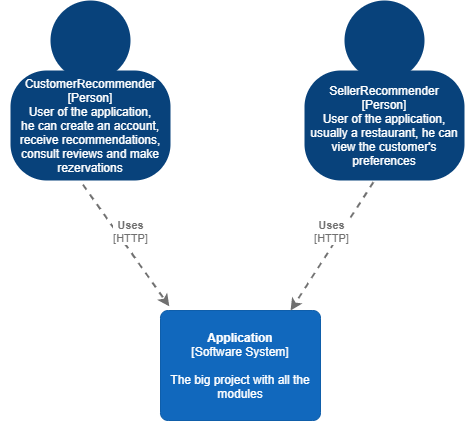 CustomerRecommender
[Person]
User of the application,
he can create an account,
receive recommendations,
consult reviews and make
rezervations
SellerRecommender
[Person]
User of the application,
usually a restaurant, he can
view the customer's
preferences
Uses
[HTTP]
Uses
[HTTP]
Application
[Software System]
The big project with all the
modules